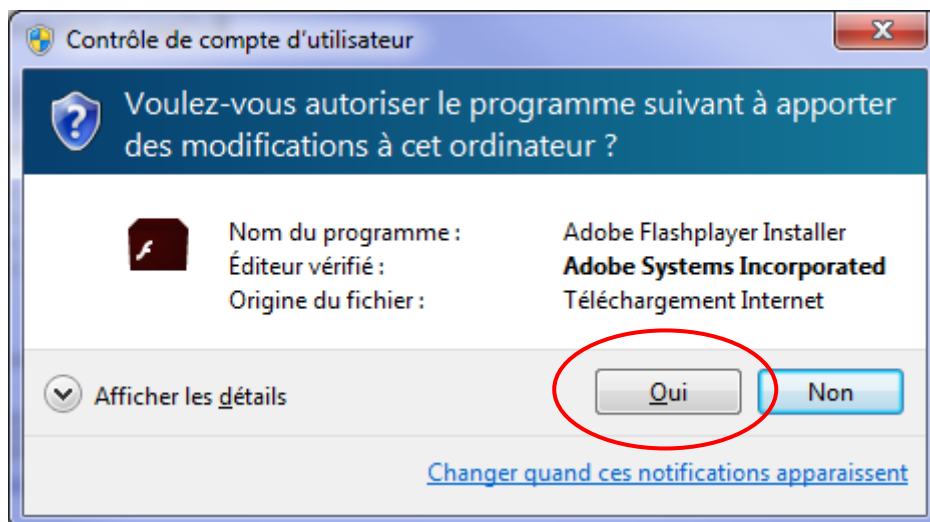 Contrôle de compte d'utilisateur
Voulez-vous autoriser le programme suivant à apporter
des modifications à cet ordinateur ?
Nom du programme : Adobe Flashplayer Installer
Éditeur vérifié : Adobe Systems Incorporated
Origine du fichier : Téléchargement Internet
Afficher les détails
Oui Non
Changer quand ces notifications apparaissent